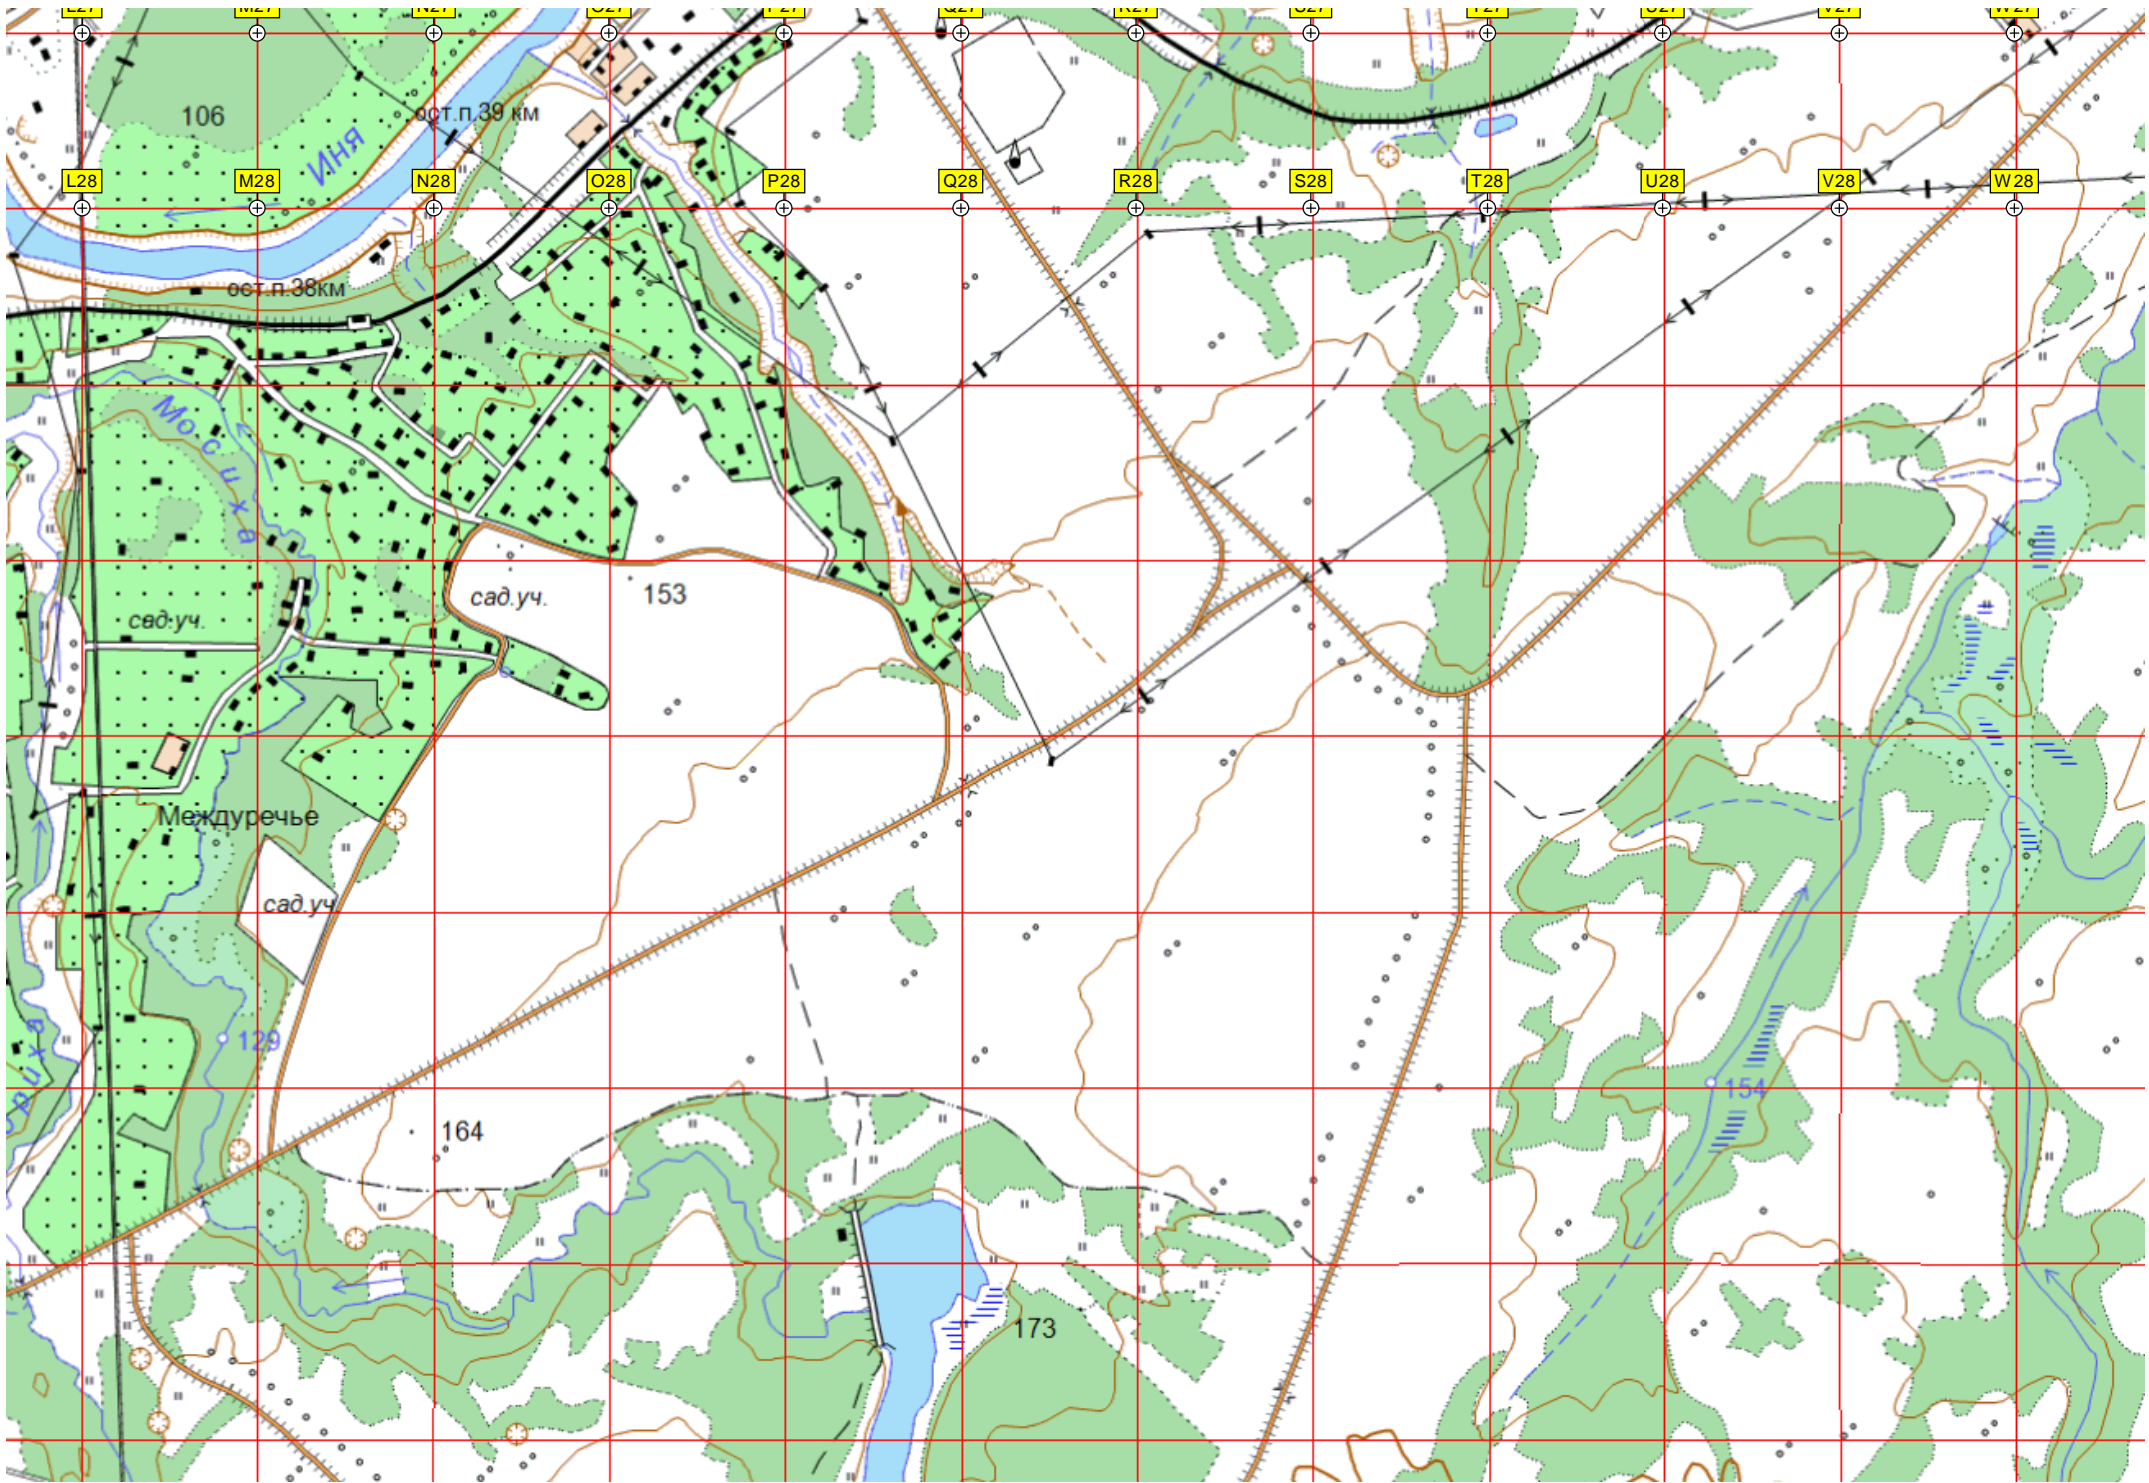 L27 M27 N27 O27 P27 Q27 R27 S27 T27 U27 V27 W27
106
ост.п.39 км
Иня
L28 M28 N28 O28 P28 Q28 R28 S28 T28 U28 V28 W28
ост.п.38км
Мосиха
153
сад.уч.
сад.уч.
Междуречье
сад.уч
129
риха
154
164
173